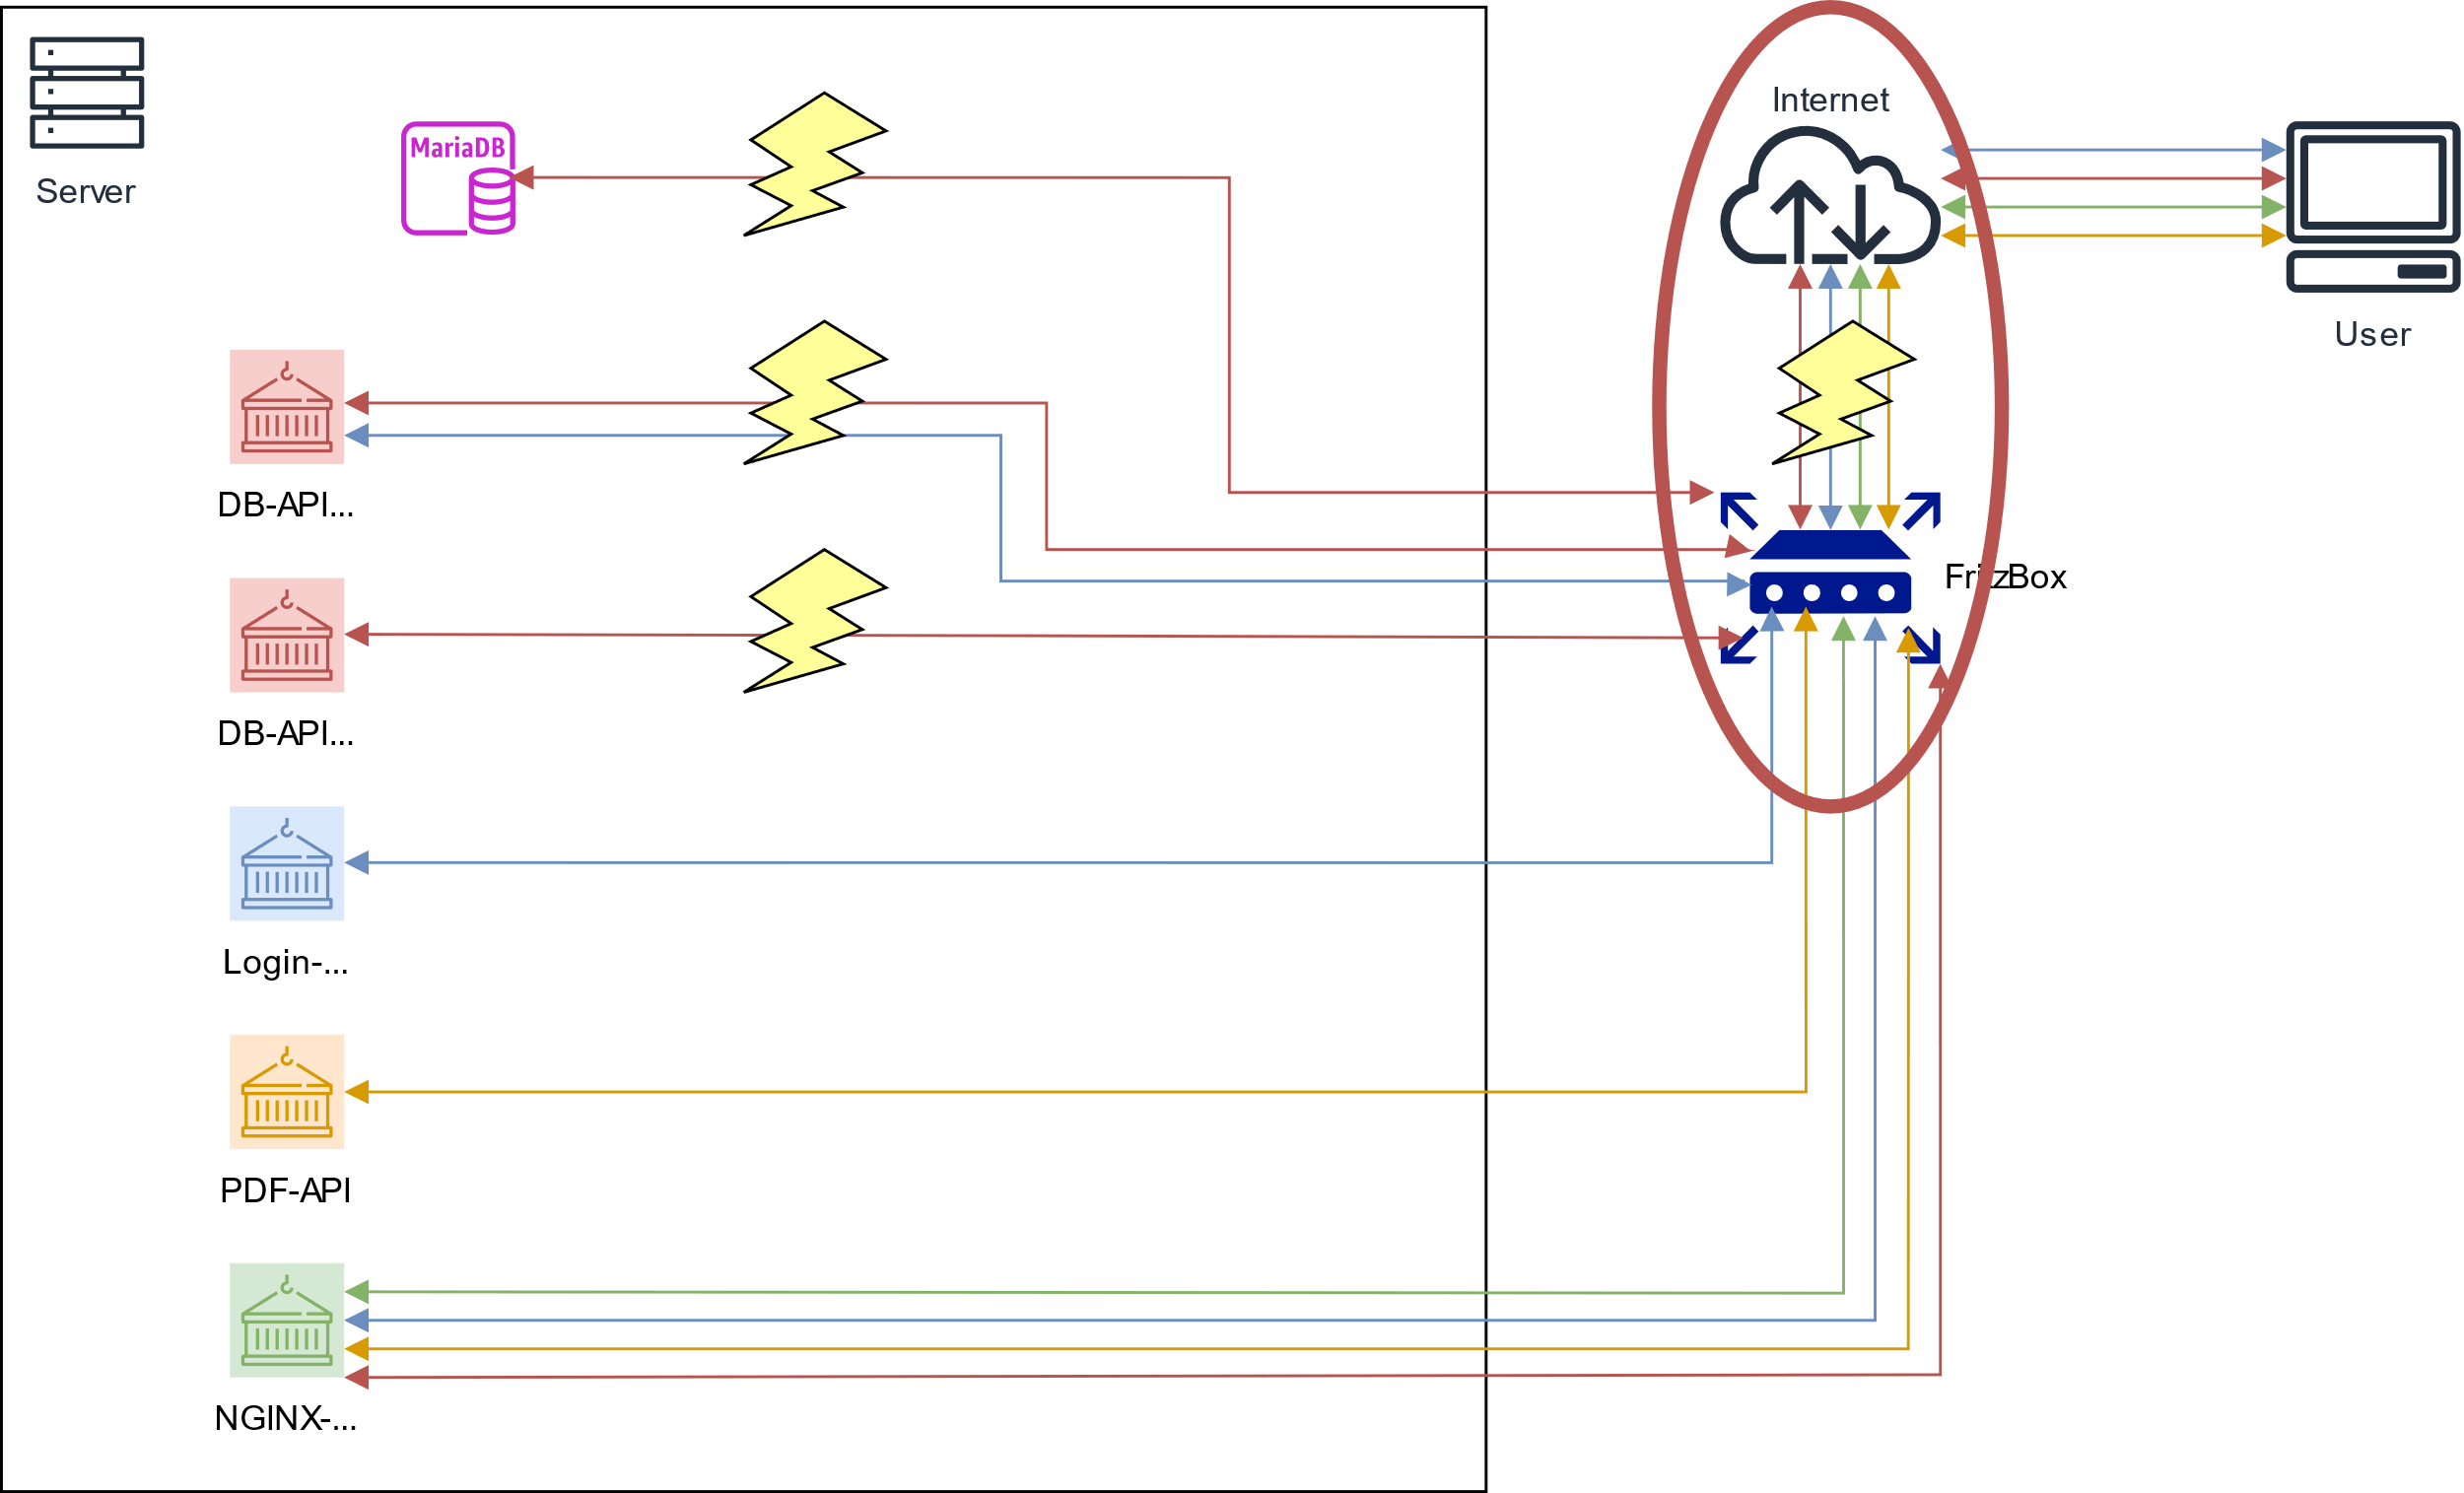 Server
MariaDB
Internet
User
DB-API...
FritzBox
DB-API...
Login-...
PDF-API
NGINX-...